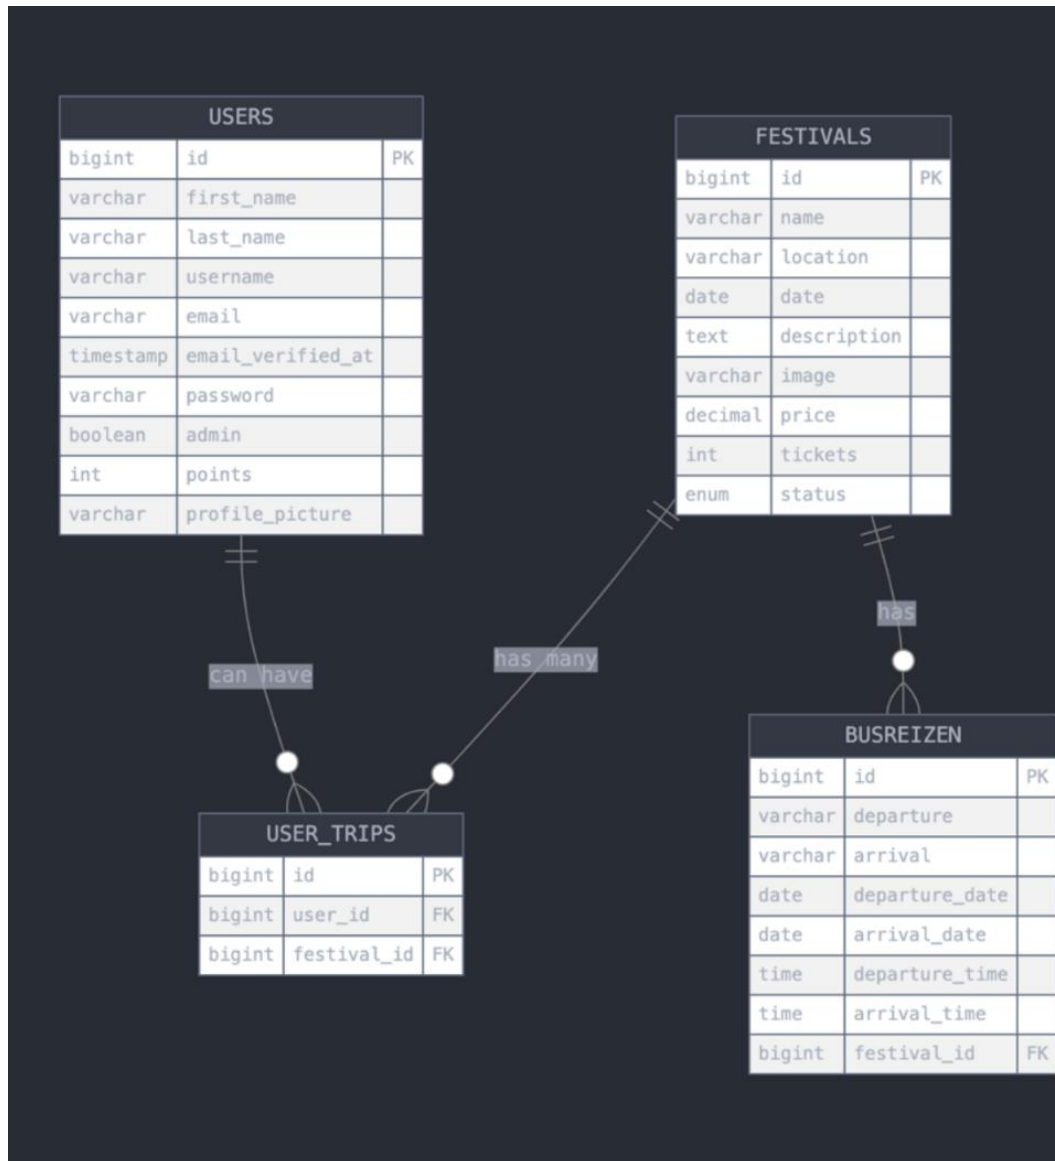 USERS
bigint id PK
varchar first_name
varchar last_name
varchar username
varchar email
timestamp email_verified_at
varchar password
boolean admin
int points
varchar profile_picture
FESTIVALS
bigint id PK
varchar name
varchar location
date date
text description
varchar image
decimal price
int tickets
enum status
can have
has many
has
USER_TRIPS
bigint id PK
bigint user_id FK
bigint festival_id FK
BUSREIZEN
bigint id PK
varchar departure
varchar arrival
date departure_date
date arrival_date
time departure_time
time arrival_time
bigint festival_id FK